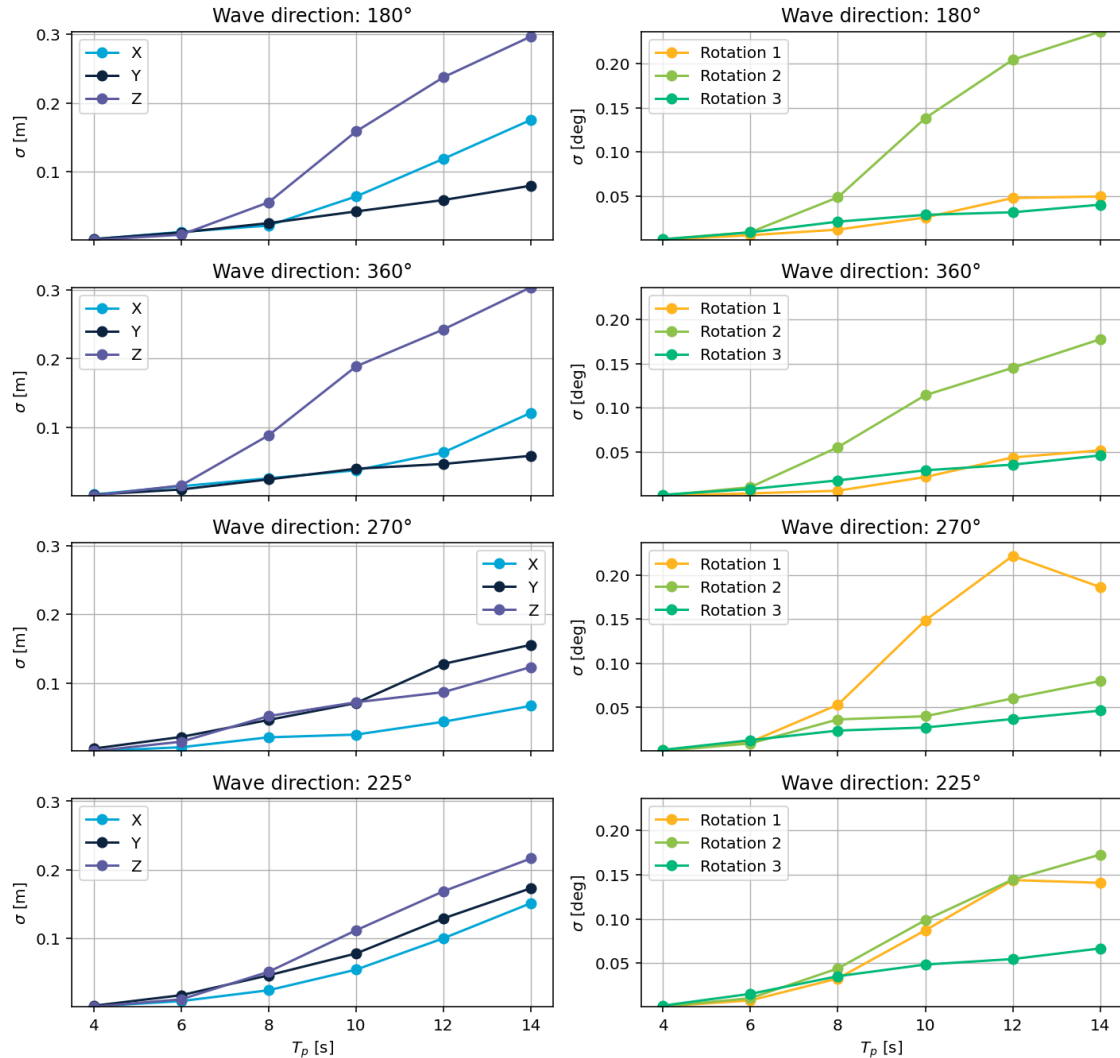 Wave direction: 180°
0.3
0.2
0.1
σ [m]
X
Y
Z
Wave direction: 180°
0.20
0.15
0.10
0.05
σ [deg]
Rotation 1
Rotation 2
Rotation 3
Wave direction: 360°
0.3
0.2
0.1
σ [m]
X
Y
Z
Wave direction: 360°
0.20
0.15
0.10
0.05
σ [deg]
Rotation 1
Rotation 2
Rotation 3
Wave direction: 270°
0.3
0.2
0.1
σ [m]
X
Y
Z
Wave direction: 270°
0.20
0.15
0.10
0.05
σ [deg]
Rotation 1
Rotation 2
Rotation 3
Wave direction: 225°
0.3
0.2
0.1
σ [m]
X
Y
Z
4 6 8 10 12 14
T_p [s]
Wave direction: 225°
0.20
0.15
0.10
0.05
σ [deg]
Rotation 1
Rotation 2
Rotation 3
4 6 8 10 12 14
T_p [s]